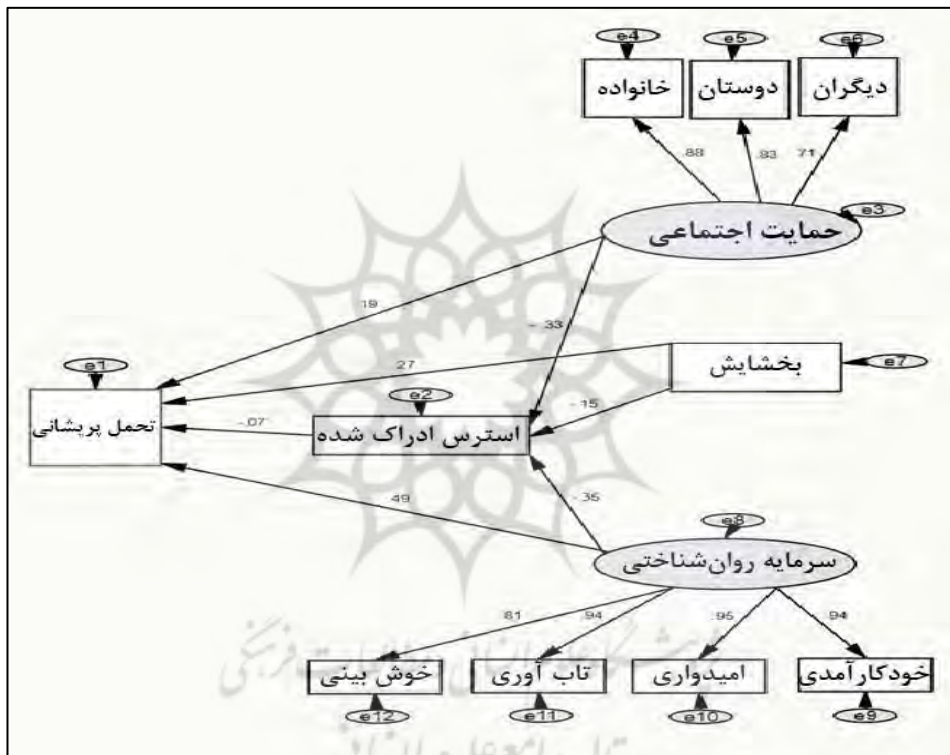 e4 e5 e6
خانواده دوستان دیگران
.88 .83 .71
e3
حمایت اجتماعی
.19
-.33
e1
.27
بخشایش
e7
e2
-.15
تحمل پریشانی
-.07
استرس ادراک شده
.49
-.35
e8
سرمایه روان‌شناختی
.81 .94 .95 .94
خوش بینی تاب آوری امیدواری خودکارآمدی
e12 e11 e10 e9